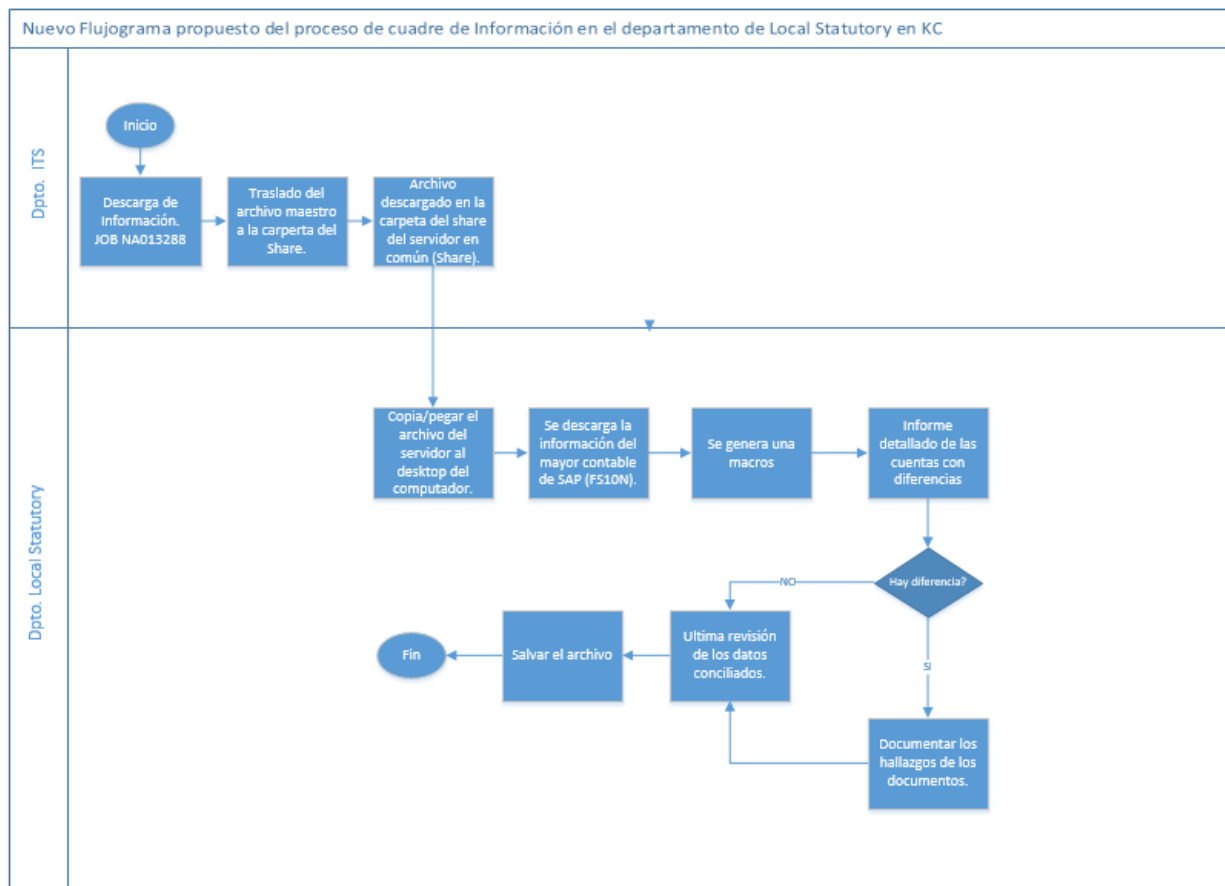 Nuevo Flujograma propuesto del proceso de cuadre de Información en el departamento de Local Statutory en KC
Dpto. ITS
Inicio
Descarga de
Información.
JOB NA013288
Traslado del
archivo maestro
a la carperta del
Share.
Archivo
descargado en la
carpeta del share
del servidor en
común (Share).
Dpto. Local Statutory
Copia/pegar el
archivo del
servidor al
desktop del
computador.
Se descarga la
información del
mayor contable
de SAP (FS10N).
Se genera una
macros
Informe
detallado de las
cuentas con
diferencias
Hay diferencia?
NO
SI
Ultima revisión
de los datos
conciliados.
Salvar el archivo
Fin
Documentar los
hallazgos de los
documentos.